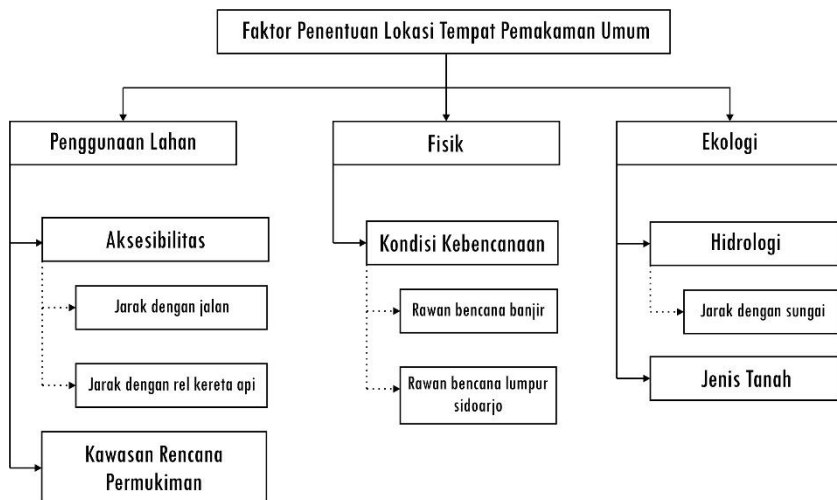 Faktor Penentuan Lokasi Tempat Pemakaman Umum
Penggunaan Lahan
Fisik
Ekologi
Aksesibilitas
Kondisi Kebencanaan
Hidrologi
Jarak dengan jalan
Rawan bencana banjir
Jarak dengan sungai
Jarak dengan rel kereta api
Rawan bencana lumpur
sidoarjo
Jenis Tanah
Kawasan Rencana
Permukiman